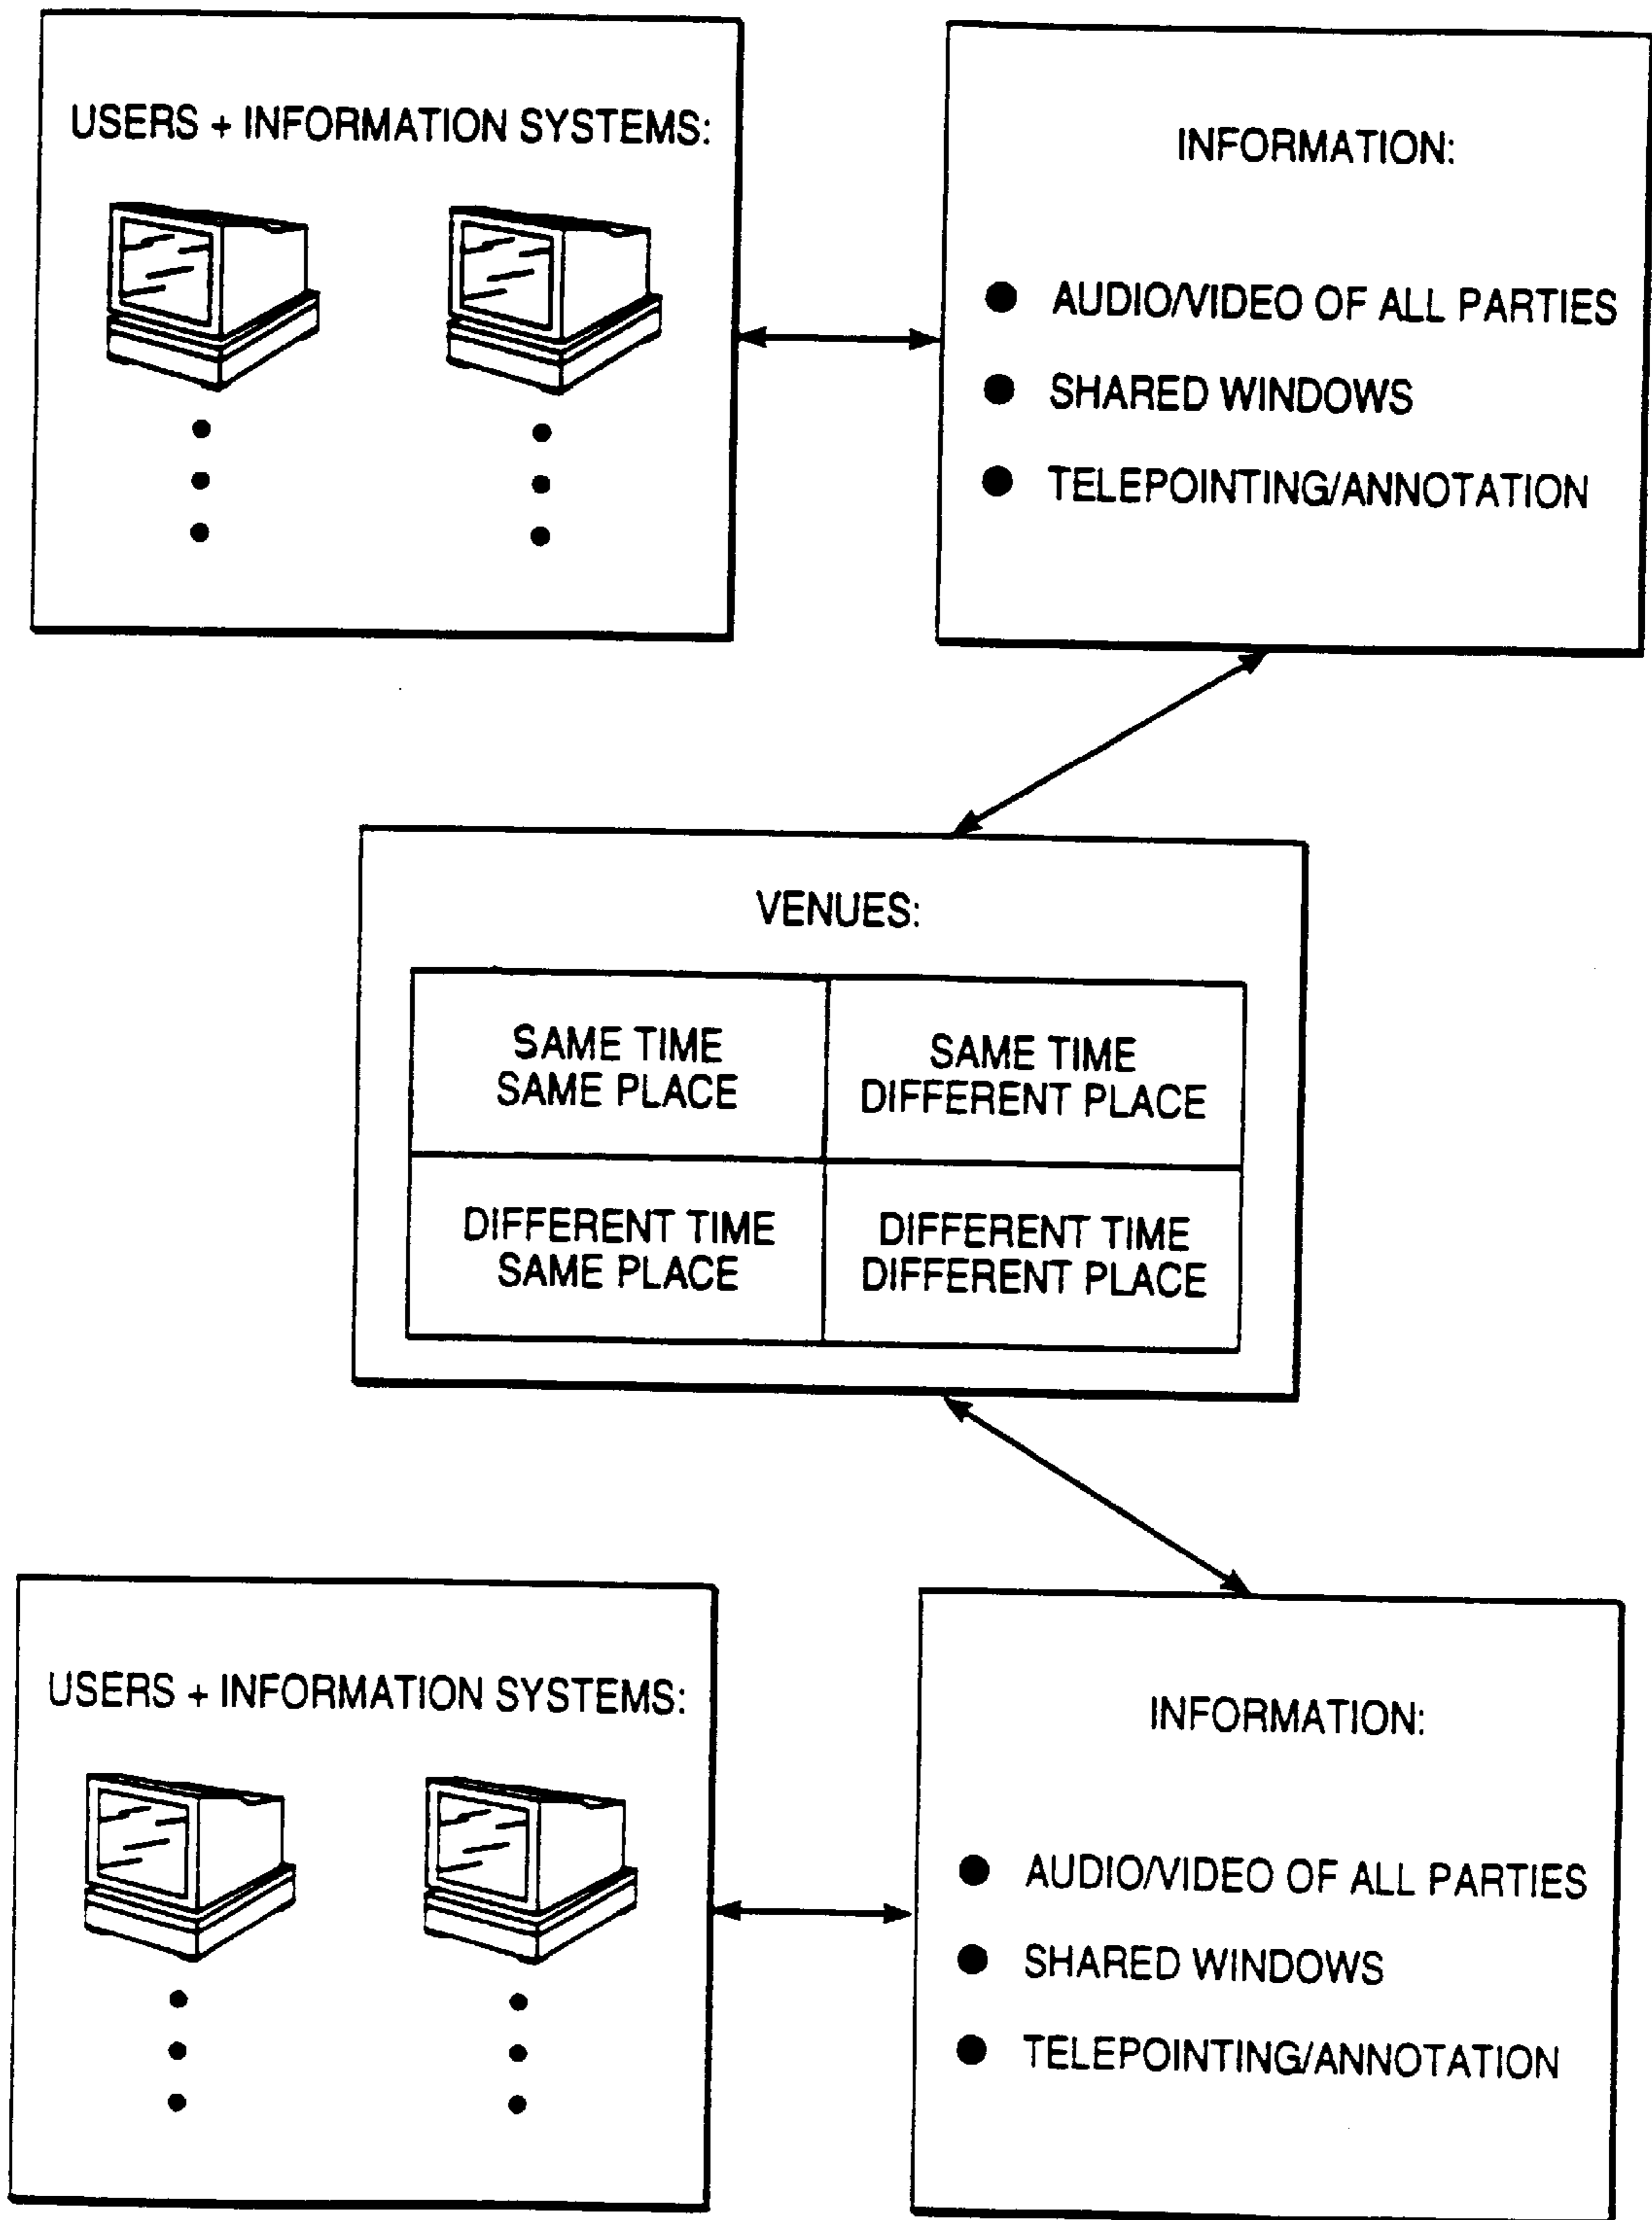 USERS + INFORMATION SYSTEMS:
INFORMATION:
● AUDIO/VIDEO OF ALL PARTIES
● SHARED WINDOWS
● TELEPOINTING/ANNOTATION
VENUES:
SAME TIME
SAME PLACE
SAME TIME
DIFFERENT PLACE
DIFFERENT TIME
SAME PLACE
DIFFERENT TIME
DIFFERENT PLACE
USERS + INFORMATION SYSTEMS:
INFORMATION:
● AUDIO/VIDEO OF ALL PARTIES
● SHARED WINDOWS
● TELEPOINTING/ANNOTATION